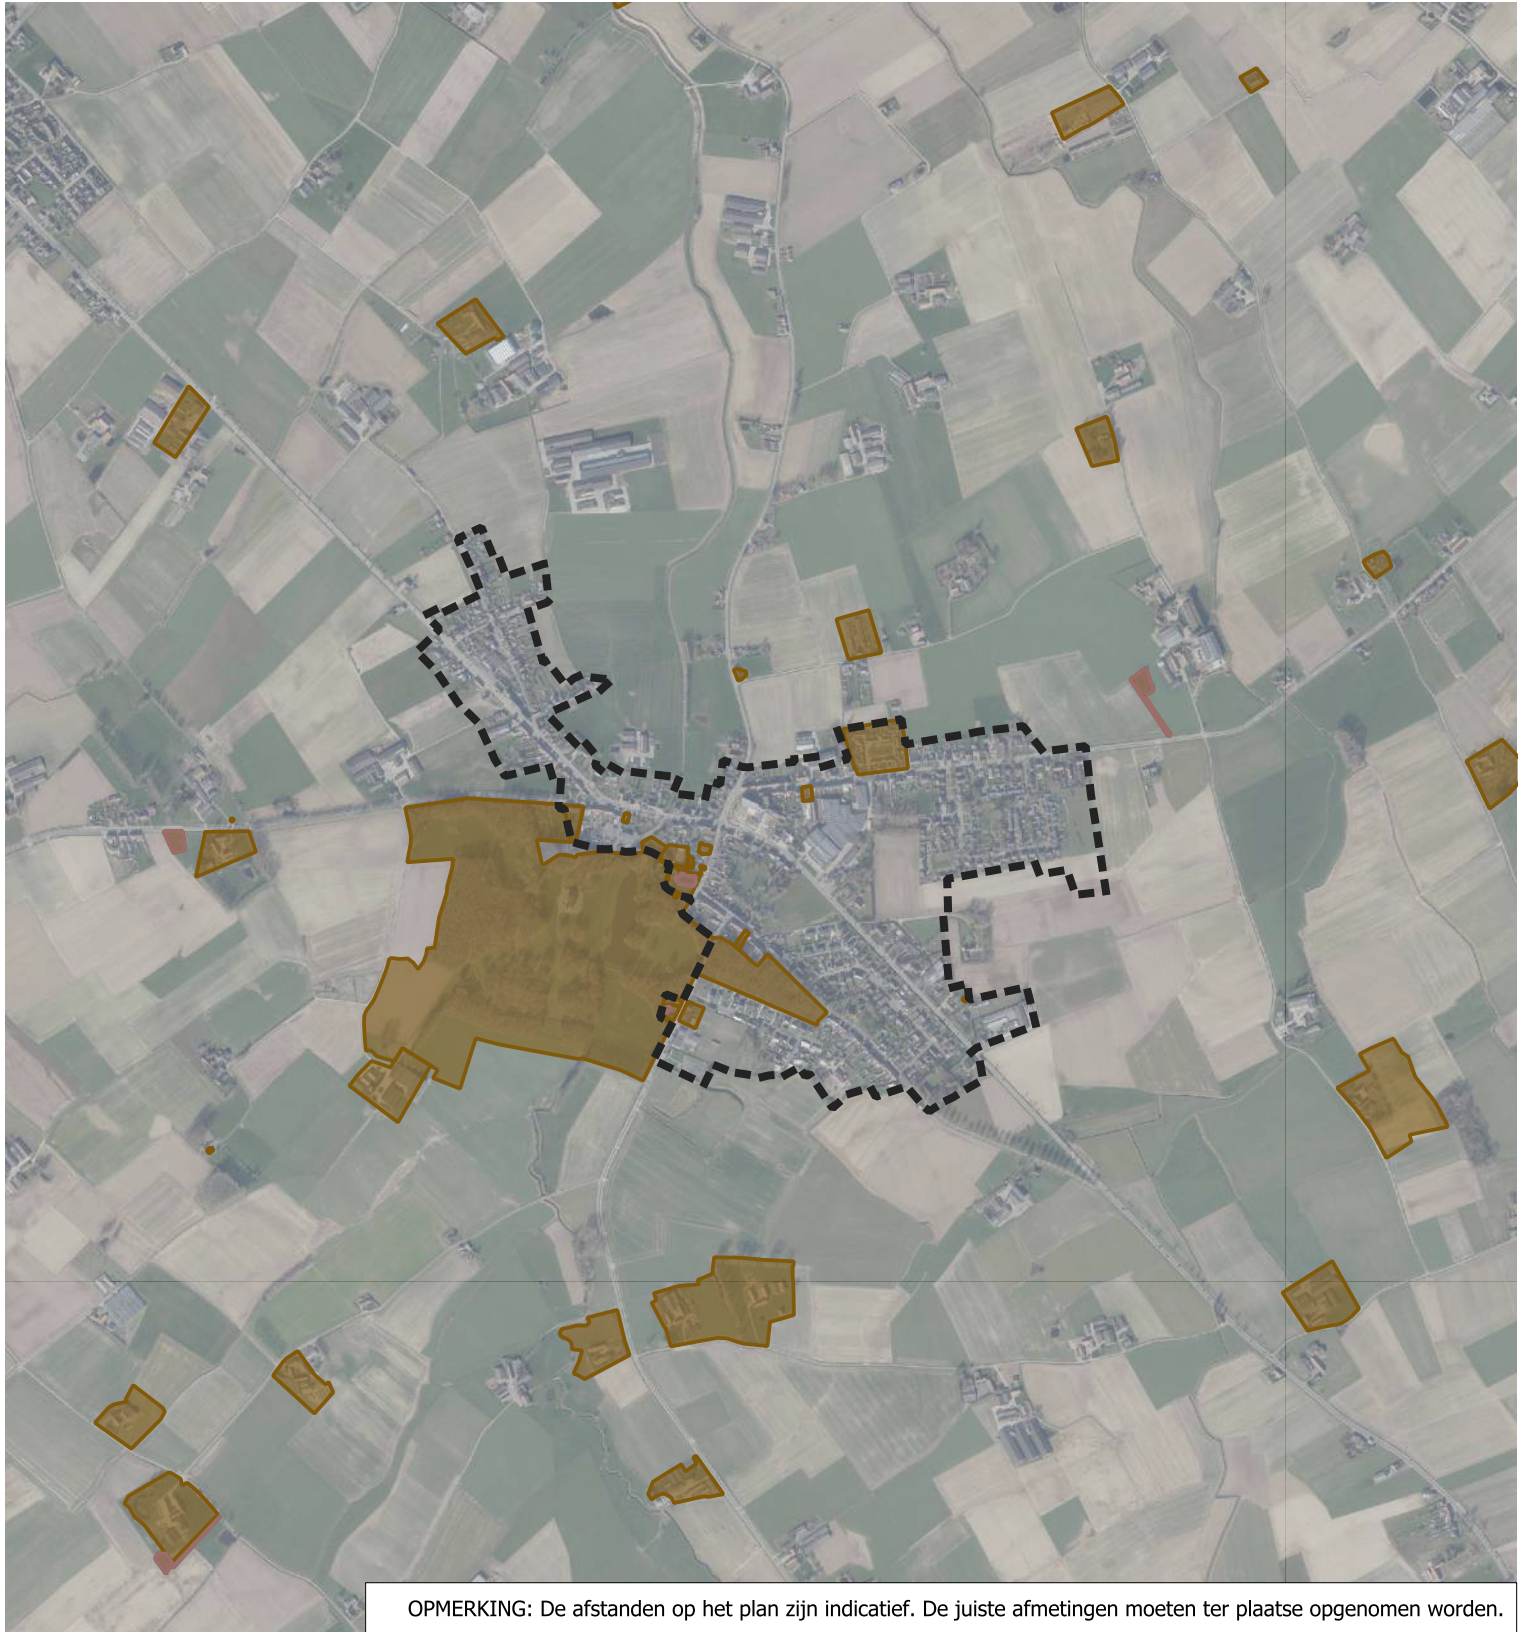 OPMERKING: De afstanden op het plan zijn indicatief. De juiste afmetingen moeten ter plaatse opgenomen worden.